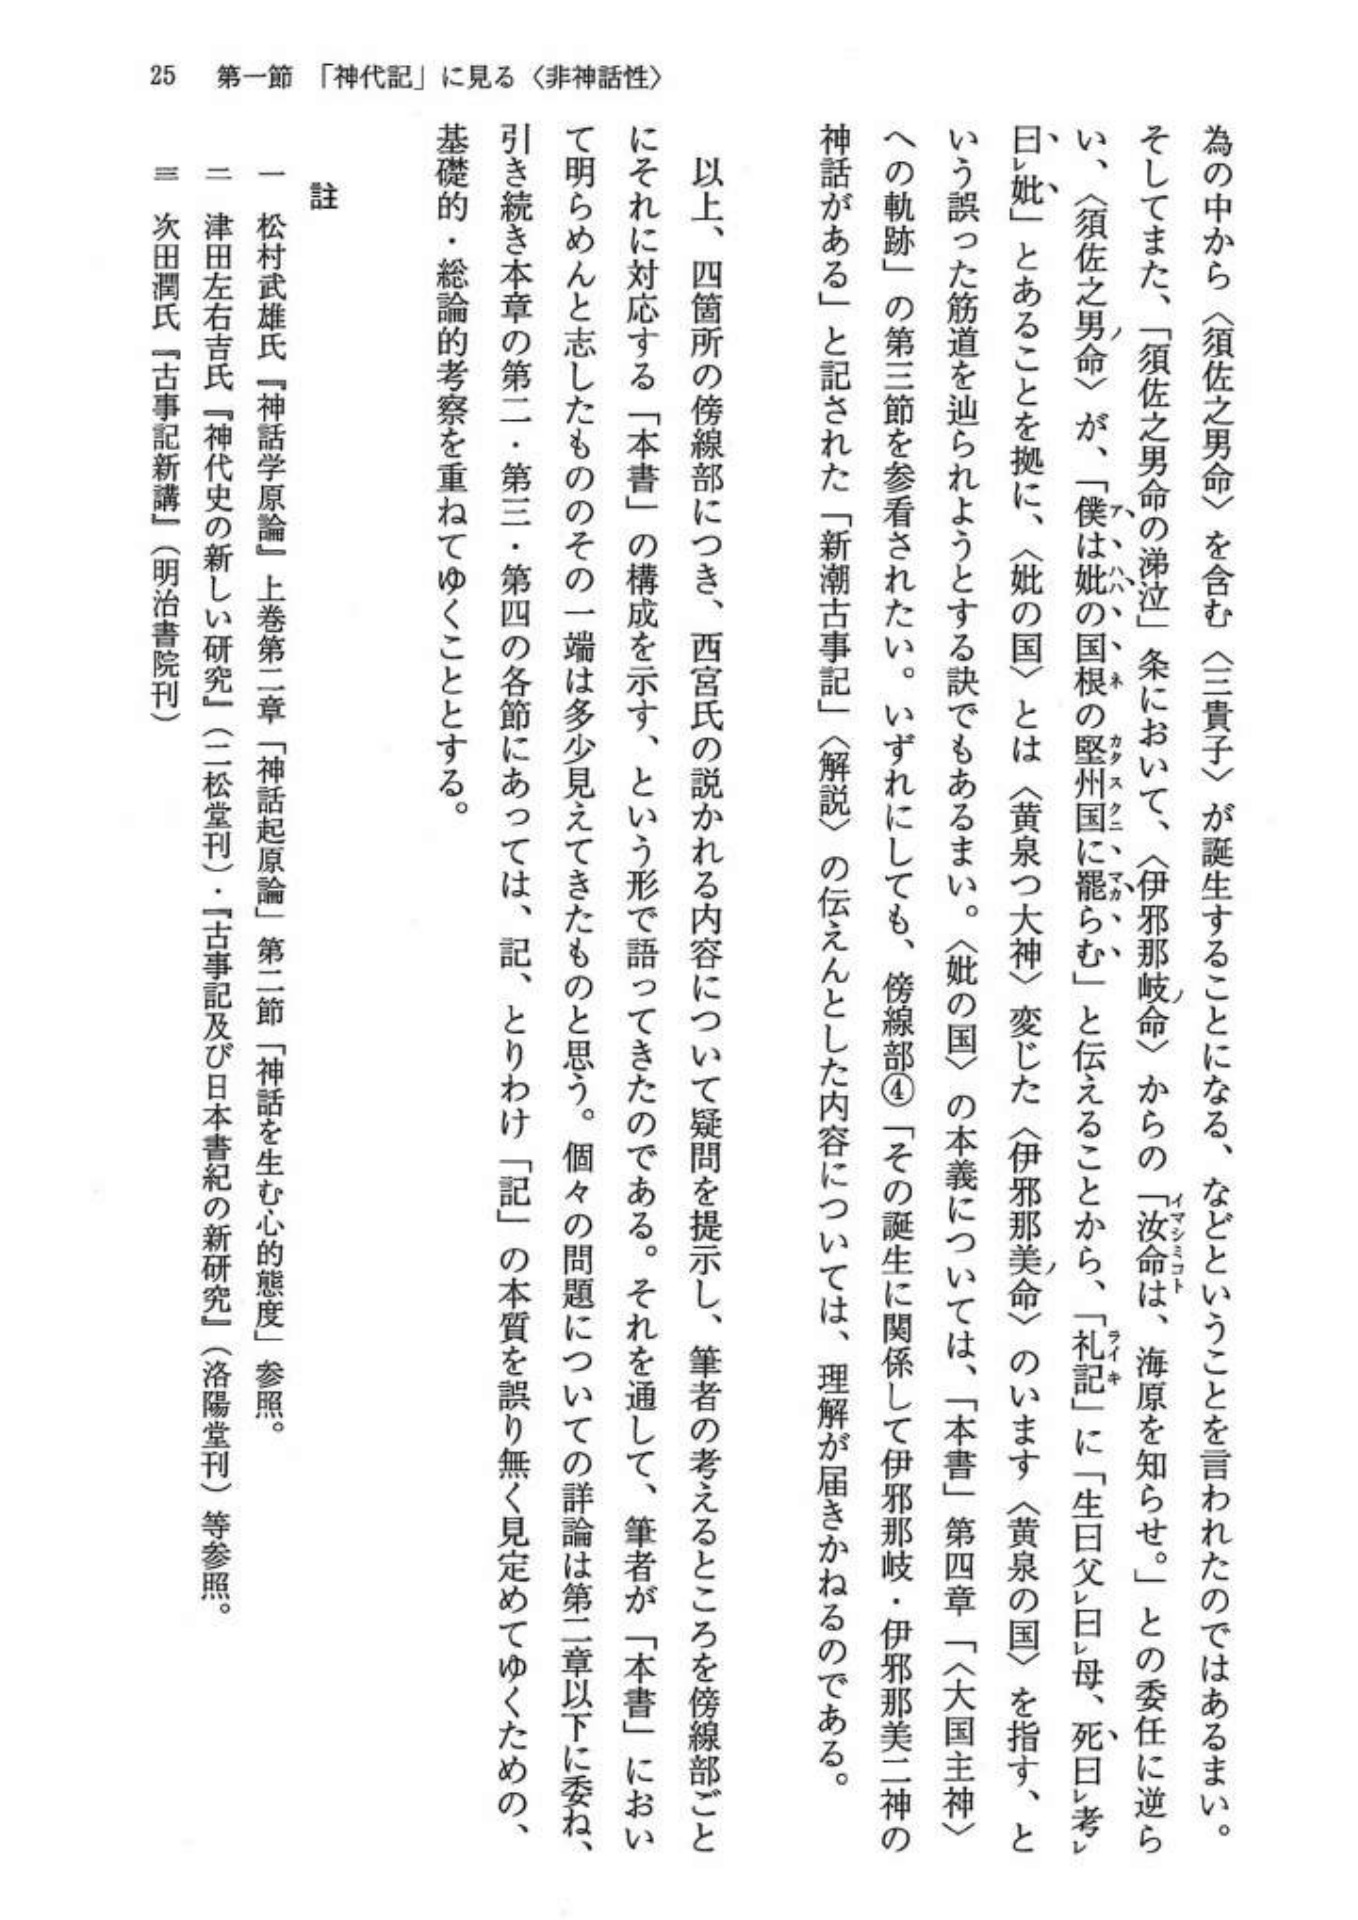 25　第一節　「神代記」に見る〈非神話性〉
為の中から〈須佐之男命〉を含む〈三貴子〉が誕生することになる、などということを言われたのではあるまい。
そしてまた、「須佐之男命の涕泣」条において、〈伊邪那岐ノ命〉からの「汝命は、海原を知らせ。」との委任に逆ら
い、〈須佐之男ノ命〉が、「僕は妣の国根の堅州国に罷らむ」と伝えることから、「礼記」に「生曰父レ曰レ母、死曰レ考レ
曰レ妣」とあることを拠に、〈妣の国〉とは〈黄泉つ大神〉変じた〈伊邪那美ノ命〉のいます〈黄泉の国〉を指す、と
いう誤った筋道を辿られようとする訣でもあるまい。〈妣の国〉の本義については、「本書」第四章「〈大国主神〉
への軌跡」の第三節を参看されたい。いずれにしても、傍線部④「その誕生に関係して伊邪那岐・伊邪那美二神の
神話がある」と記された「新潮古事記」〈解説〉の伝えんとした内容については、理解が届きかねるのである。
以上、四箇所の傍線部につき、西宮氏の説かれる内容について疑問を提示し、筆者の考えるところを傍線部ごと
にそれに対応する「本書」の構成を示す、という形で語ってきたのである。それを通して、筆者が「本書」におい
て明らめんと志したもののその一端は多少見えてきたものと思う。個々の問題についての詳論は第二章以下に委ね、
引き続き本章の第二・第三・第四の各節にあっては、記、とりわけ「記」の本質を誤り無く見定めてゆくための、
基礎的・総論的考察を重ねてゆくこととする。
註
一　松村武雄氏『神話学原論』上巻第二章「神話起原論」第二節「神話を生む心的態度」参照。
二　津田左右吉氏『神代史の新しい研究』（二松堂刊）・『古事記及び日本書紀の新研究』（洛陽堂刊）等参照。
三　次田潤氏『古事記新講』（明治書院刊）